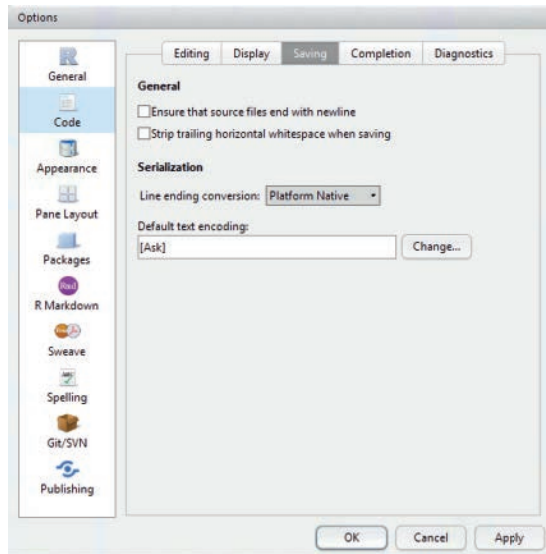 Options
General
Code
Appearance
Pane Layout
Packages
R Markdown
Sweave
Spelling
Git/SVN
Publishing
Editing Display Saving Completion Diagnostics
General
Ensure that source files end with newline
Strip trailing horizontal whitespace when saving
Serialization
Line ending conversion: Platform Native
Default text encoding:
[Ask] Change...
OK Cancel Apply